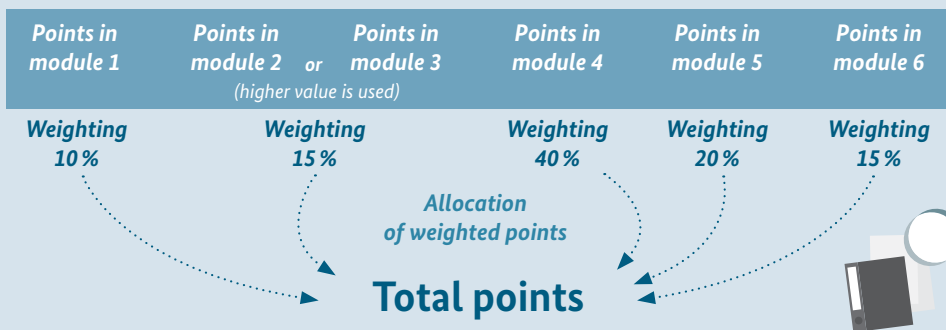 Points in module 1
Points in module 2 or Points in module 3
(higher value is used)
Points in module 4
Points in module 5
Points in module 6
Weighting 10 %
Weighting 15 %
Weighting 40 %
Weighting 20 %
Weighting 15 %
Allocation
of weighted points
Total points